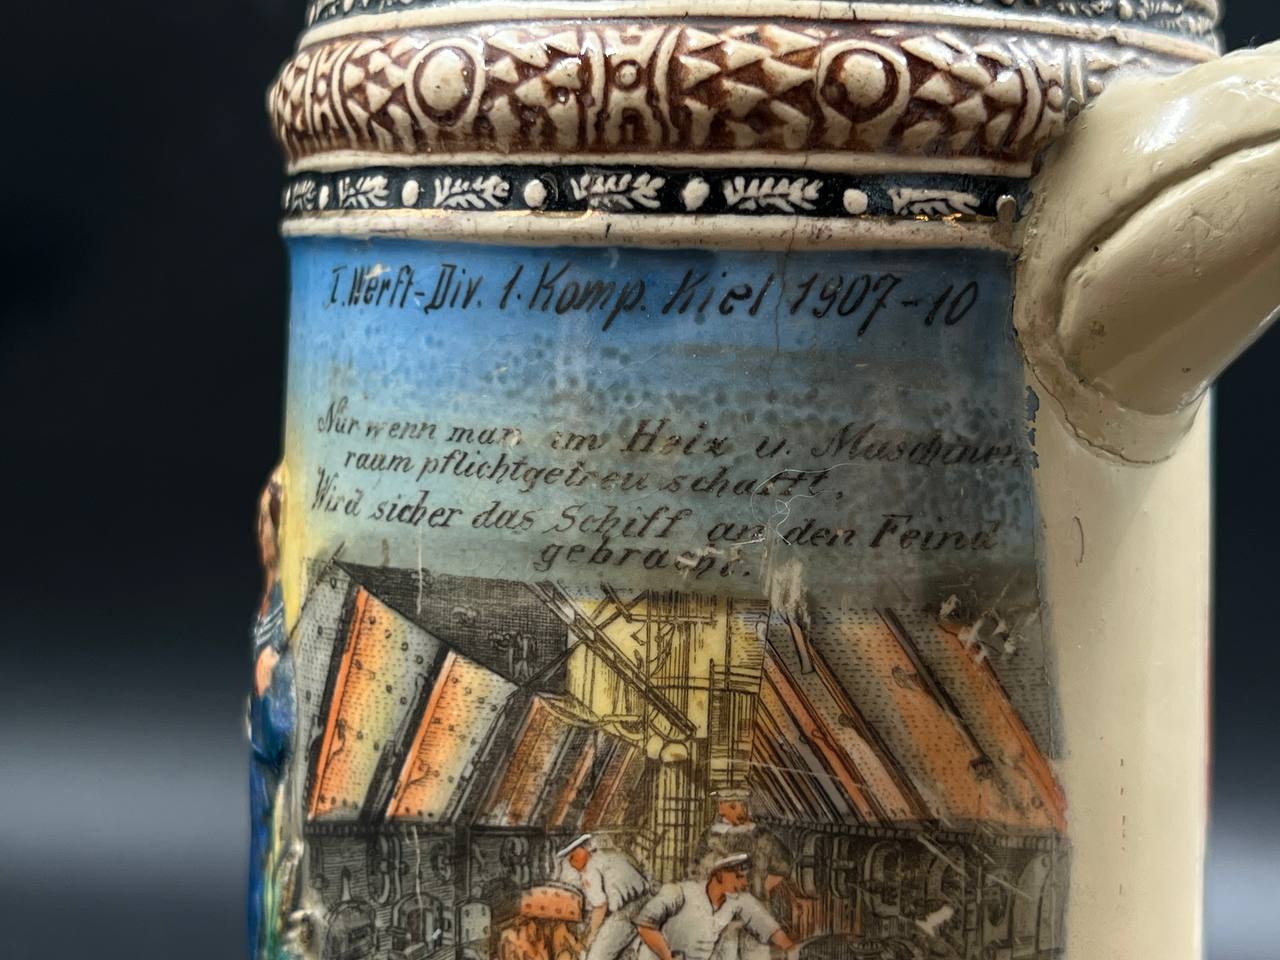 I. Werft-Div. 1. Komp. Kiel 1907-10
Nur wenn man im Heiz u. Maschinen
raum pflichtgetreu schafft,
Wird sicher das Schiff an den Feind
gebracht.